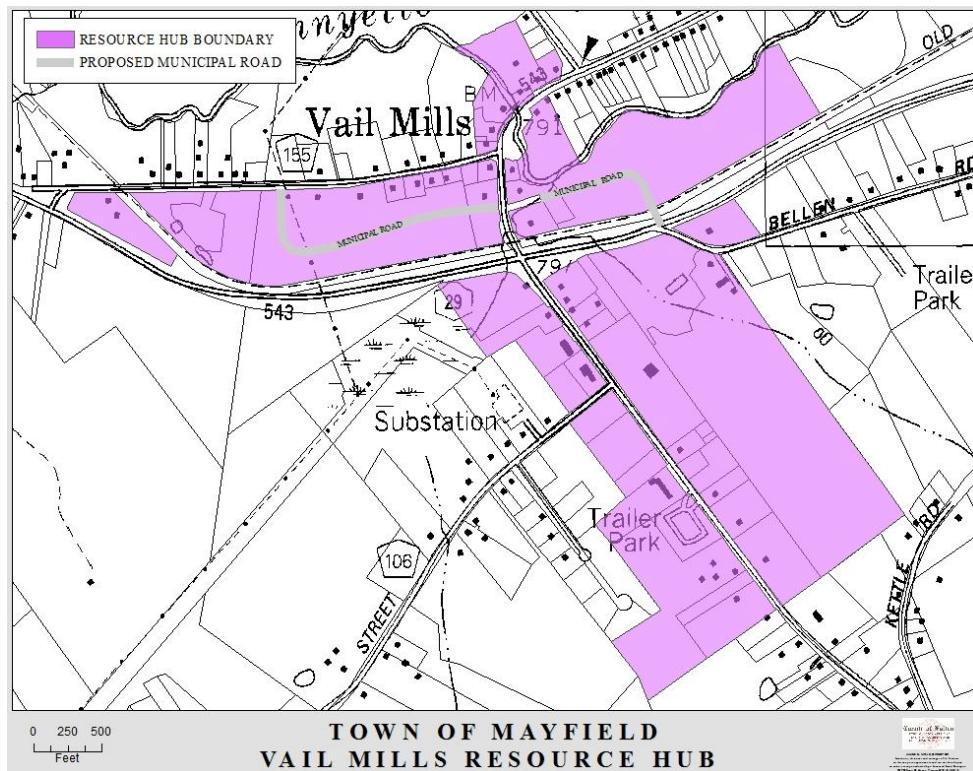 RESOURCE HUB BOUNDARY
PROPOSED MUNICIPAL ROAD
OLD
B M
543
Vail Mills
791
155
MUNICIPAL ROAD
MUNICIPAL ROAD
BELLEN RD
Trailer
Park
543
29
Substation
Trailer
Park
106
STREET
KETTLE RD
0 250 500
Feet
TOWN OF MAYFIELD
VAIL MILLS RESOURCE HUB